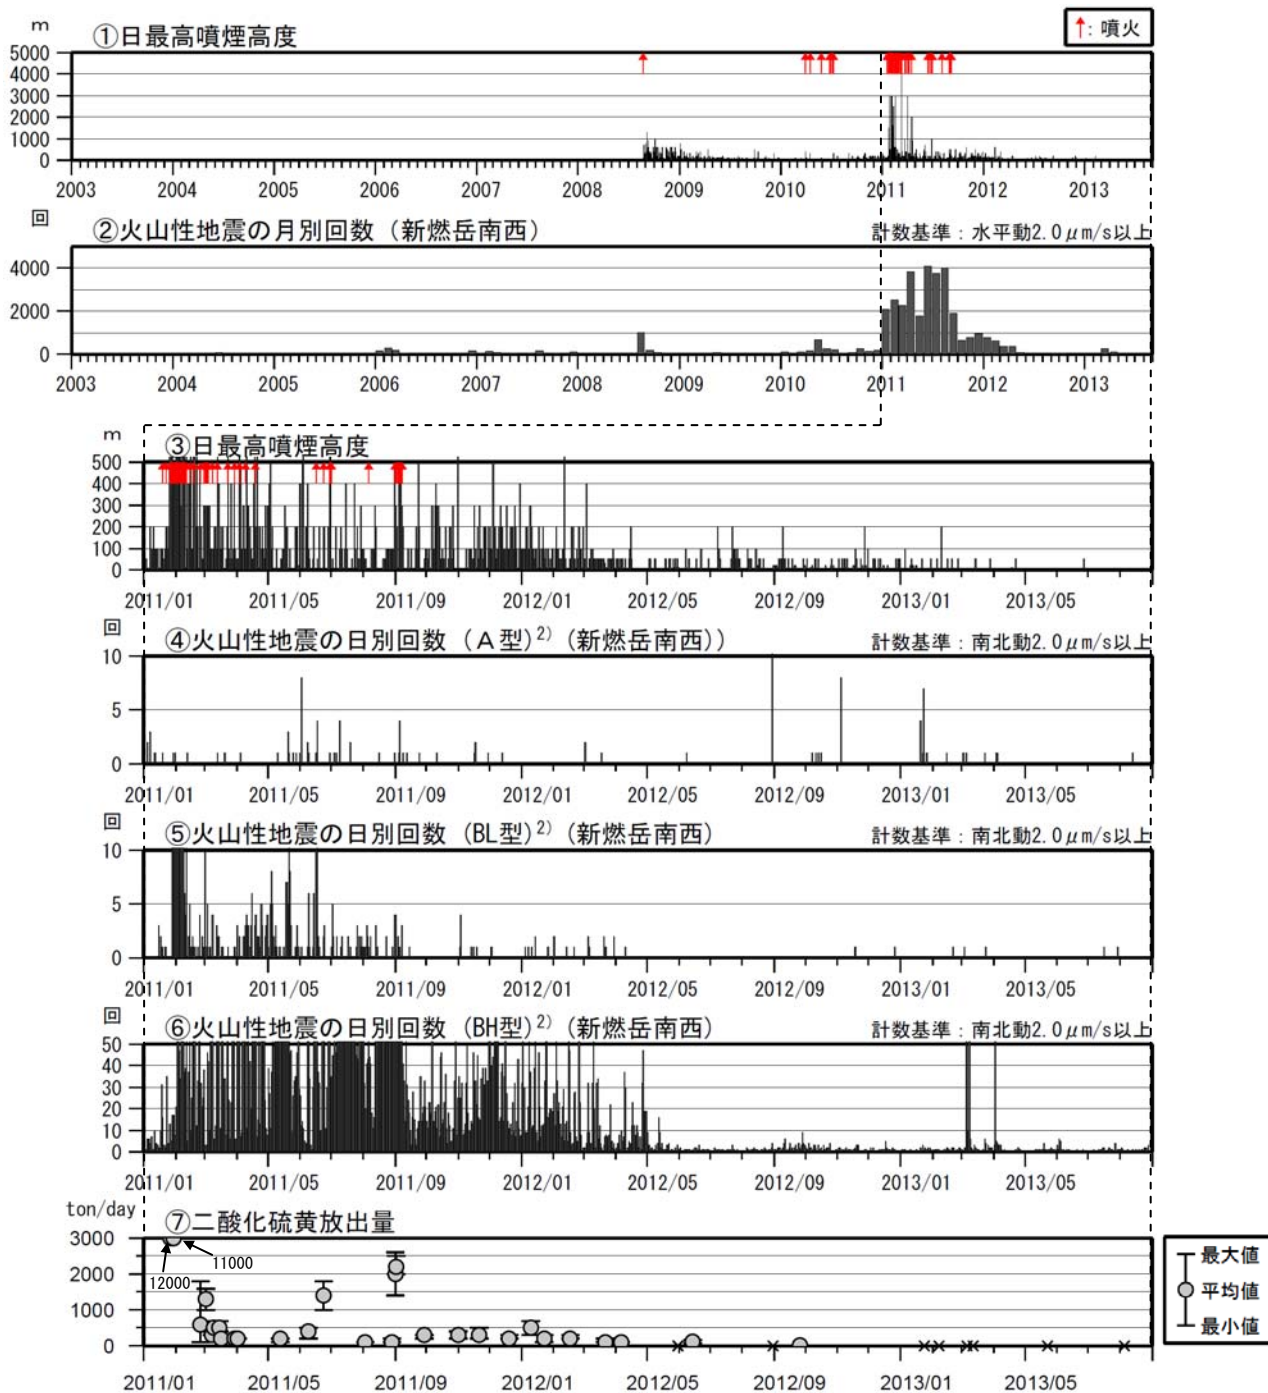 m
①日最高噴煙高度
↑: 噴火
5000
4000
3000
2000
1000
0
2003 2004 2005 2006 2007 2008 2009 2010 2011 2012 2013
回
②火山性地震の月別回数（新燃岳南西）
計数基準：水平動2.0μm/s以上
4000
2000
0
2003 2004 2005 2006 2007 2008 2009 2010 2011 2012 2013
m
③日最高噴煙高度
500
400
300
200
100
0
2011/01 2011/05 2011/09 2012/01 2012/05 2012/09 2013/01 2013/05
回
④火山性地震の日別回数（Ａ型）2)（新燃岳南西））
計数基準：南北動2.0μm/s以上
10
5
0
2011/01 2011/05 2011/09 2012/01 2012/05 2012/09 2013/01 2013/05
回
⑤火山性地震の日別回数（BL型）2)（新燃岳南西）
計数基準：南北動2.0μm/s以上
10
5
0
2011/01 2011/05 2011/09 2012/01 2012/05 2012/09 2013/01 2013/05
回
⑥火山性地震の日別回数（BH型）2)（新燃岳南西）
計数基準：南北動2.0μm/s以上
50
40
30
20
10
0
2011/01 2011/05 2011/09 2012/01 2012/05 2012/09 2013/01 2013/05
ton/day
⑦二酸化硫黄放出量
3000
2000
1000
0
12000
11000
最大値
平均値
最小値
2011/01 2011/05 2011/09 2012/01 2012/05 2012/09 2013/01 2013/05